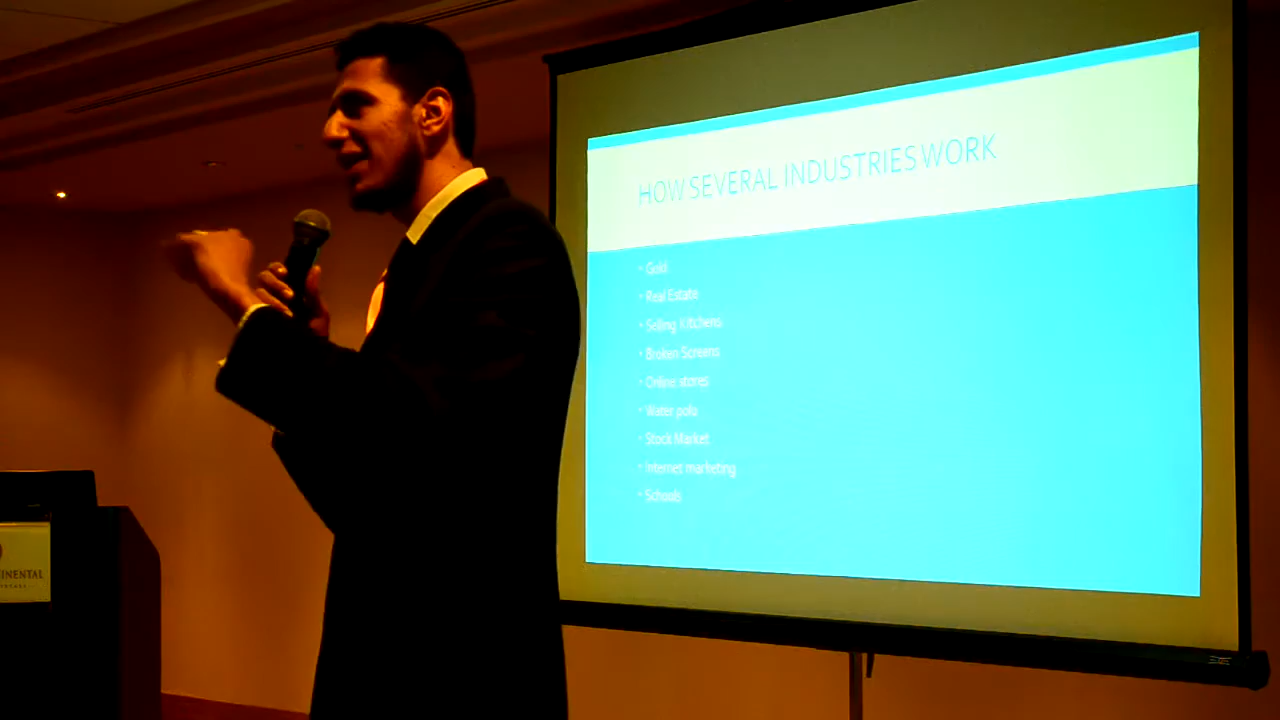 HOW SEVERAL INDUSTRIES WORK
• Gold
• Real Estate
• Selling Kitchens
• Broken Screens
• Online stores
• Water polo
• Stock Market
• Internet marketing
• Schools
INENTAL